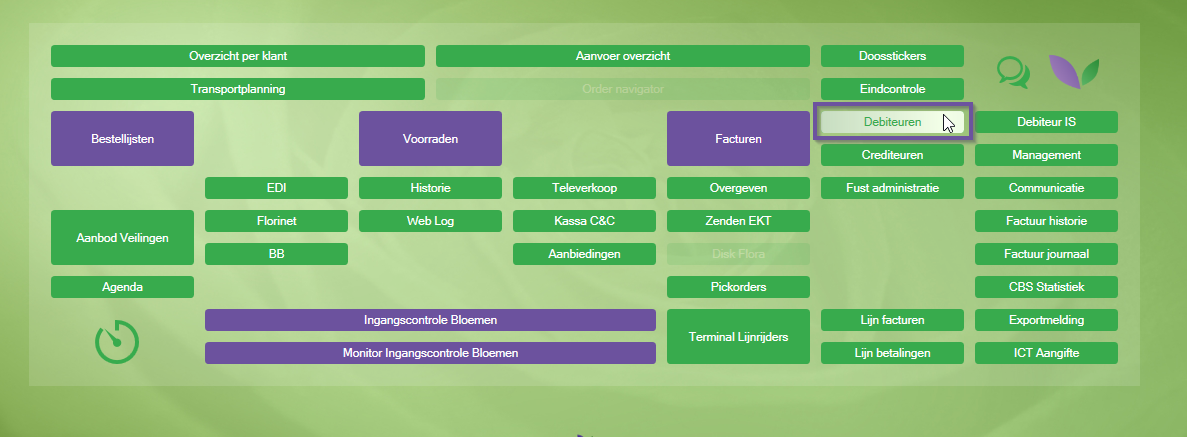 Overzicht per klant
Aanvoer overzicht
Doosstickers
Transportplanning
Order navigator
Eindcontrole
Bestellijsten
Voorraden
Facturen
Debiteuren
Debiteur IS
Crediteuren
Management
EDI
Historie
Televerkoop
Overgeven
Fust administratie
Communicatie
Aanbod Veilingen
Florinet
Web Log
Kassa C&C
Zenden EKT
Factuur historie
BB
Aanbiedingen
Disk Flora
Factuur journaal
Agenda
Pickorders
CBS Statistiek
Ingangscontrole Bloemen
Terminal Lijnrijders
Lijn facturen
Exportmelding
Monitor Ingangscontrole Bloemen
Lijn betalingen
ICT Aangifte